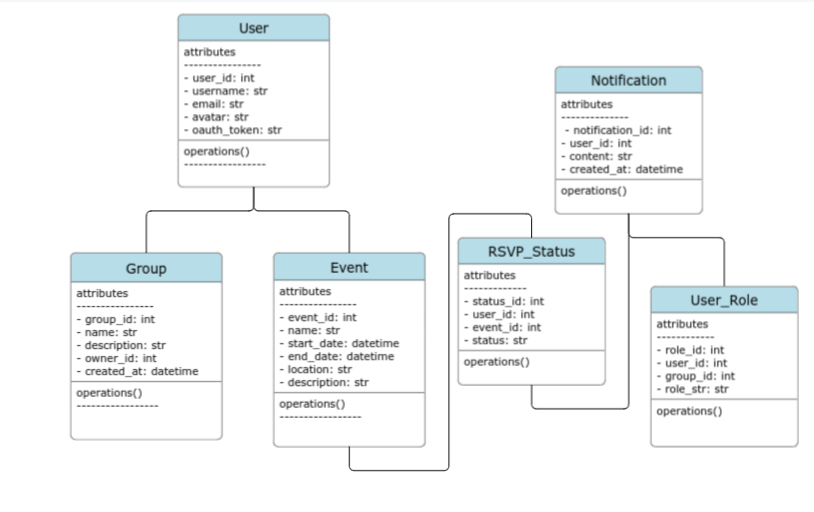 User
attributes
----------------
- user_id: int
- username: str
- email: str
- avatar: str
- oauth_token: str
operations()
-----------------
Notification
attributes
--------------
- notification_id: int
- user_id: int
- content: str
- created_at: datetime
operations()
Group
attributes
----------------
- group_id: int
- name: str
- description: str
- owner_id: int
- created_at: datetime
operations()
-----------------
Event
attributes
----------------
- event_id: int
- name: str
- start_date: datetime
- end_date: datetime
- location: str
- description: str
operations()
-----------------
RSVP_Status
attributes
-------------
- status_id: int
- user_id: int
- event_id: int
- status: str
operations()
User_Role
attributes
------------
- role_id: int
- user_id: int
- group_id: int
- role_str: str
operations()